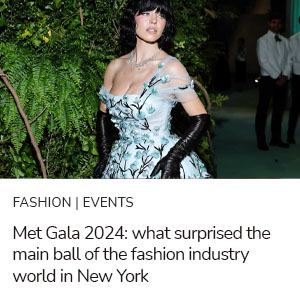 FASHION | EVENTS
Met Gala 2024: what surprised the
main ball of the fashion industry
world in New York